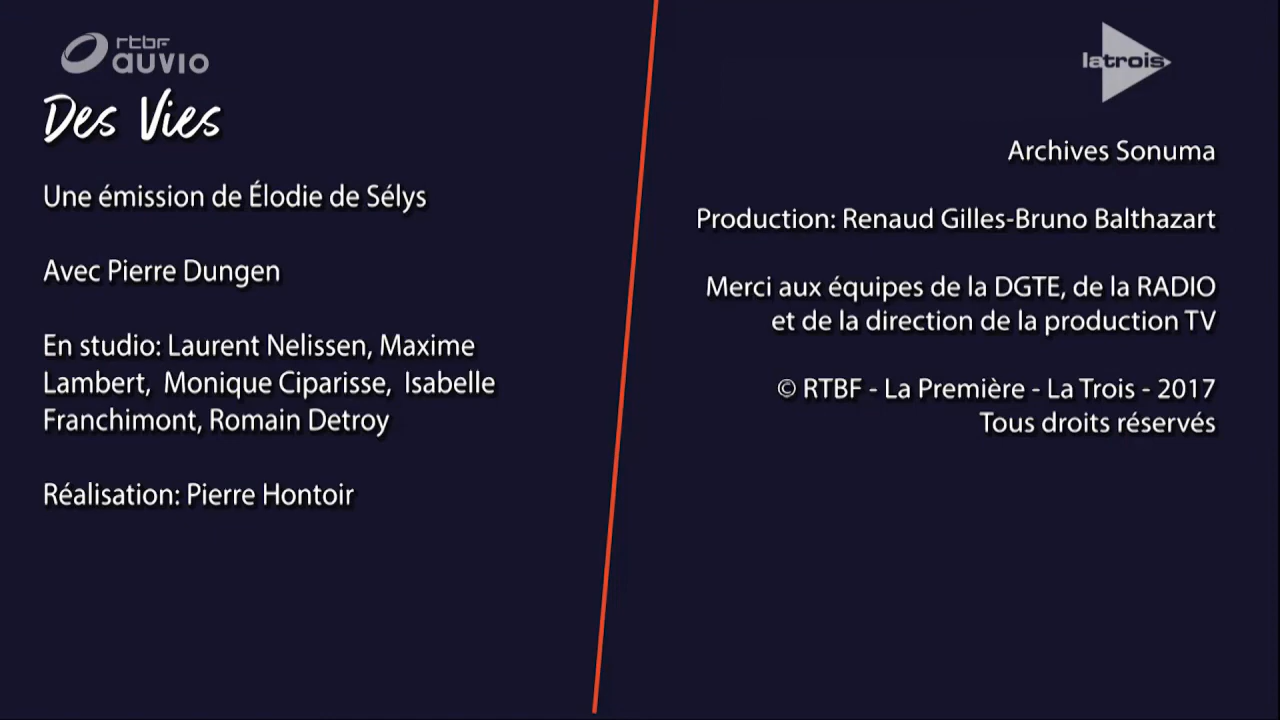 rtbf
auvio
Des Vies
Une émission de Élodie de Sélys
Avec Pierre Dungen
En studio: Laurent Nelissen, Maxime
Lambert, Monique Ciparisse, Isabelle
Franchimont, Romain Detroy
Réalisation: Pierre Hontoir
latrois
Archives Sonuma
Production: Renaud Gilles-Bruno Balthazart
Merci aux équipes de la DGTE, de la RADIO
et de la direction de la production TV
© RTBF - La Première - La Trois - 2017
Tous droits réservés